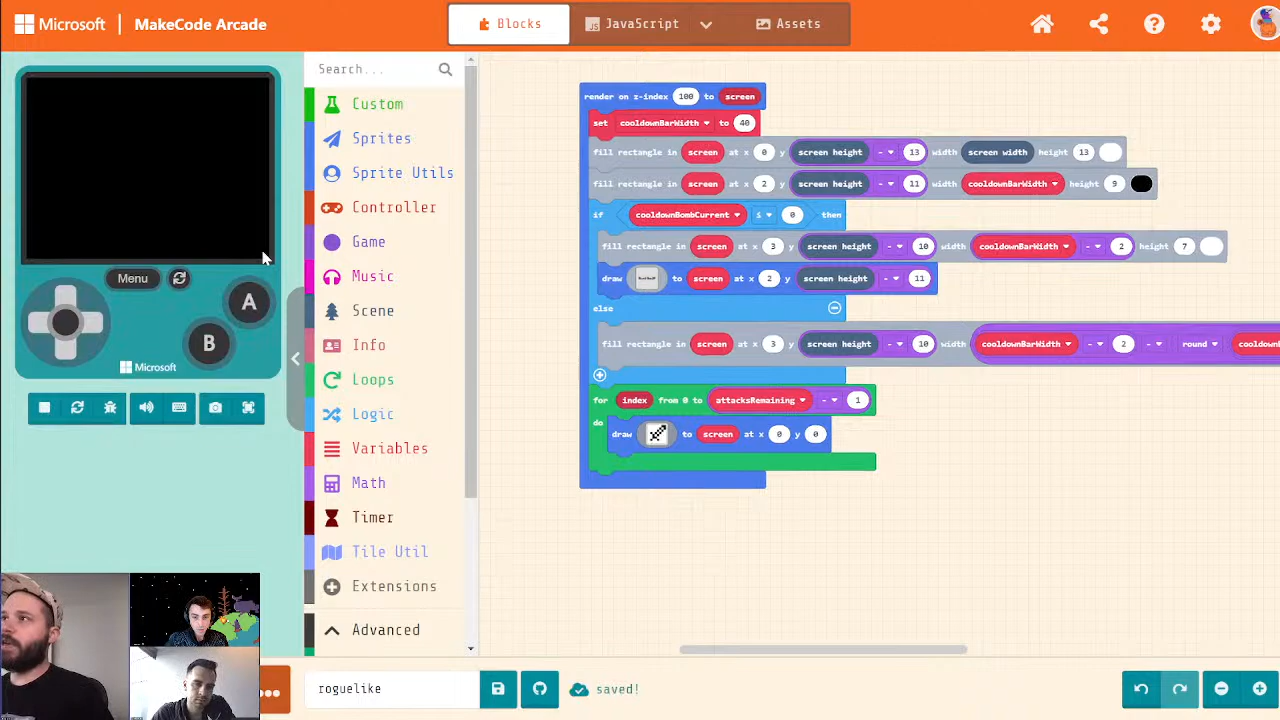 Microsoft | MakeCode Arcade
Blocks
JavaScript
Assets
Search...
Custom
Sprites
Sprite Utils
Controller
Game
Music
Scene
Info
Loops
Logic
Variables
Math
Timer
Tile Util
Extensions
Advanced
Menu
A
B
Microsoft
render on z-index 100 to screen
set cooldownBarWidth to 40
fill rectangle in screen at x 0 y screen height - 13 width screen width height 13
fill rectangle in screen at x 2 y screen height - 11 width cooldownBarWidth height 9
if cooldownBombCurrent ≤ 0 then
fill rectangle in screen at x 3 y screen height - 10 width cooldownBarWidth - 2 height 7
draw to screen at x 2 y screen height - 11
else
fill rectangle in screen at x 3 y screen height - 10 width cooldownBarWidth - 2 - round
for index from 0 to attacksRemaining - 1
do
draw to screen at x 0 y 0
roguelike
saved!